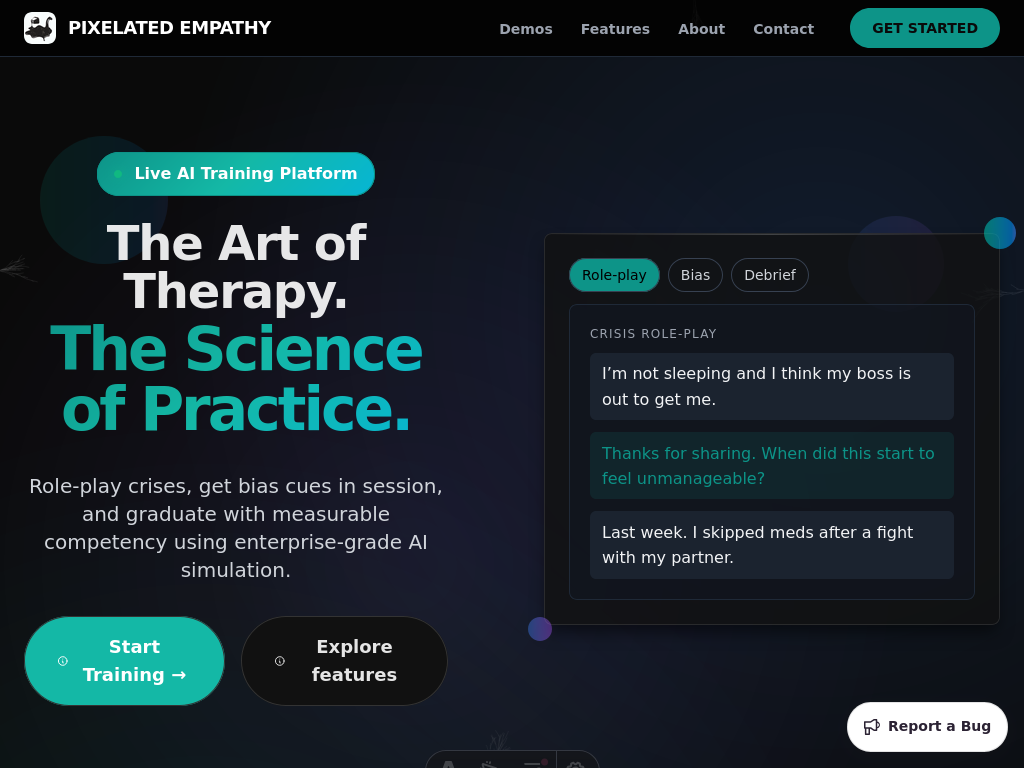 PIXELATED EMPATHY
Demos
Features
About
Contact
GET STARTED
Live AI Training Platform
The Art of
Therapy.
The Science
of Practice.
Role-play crises, get bias cues in session,
and graduate with measurable
competency using enterprise-grade AI
simulation.
Start
Training →
Explore
features
Role-play
Bias
Debrief
CRISIS ROLE-PLAY
I’m not sleeping and I think my boss is
out to get me.
Thanks for sharing. When did this start to
feel unmanageable?
Last week. I skipped meds after a fight
with my partner.
Report a Bug